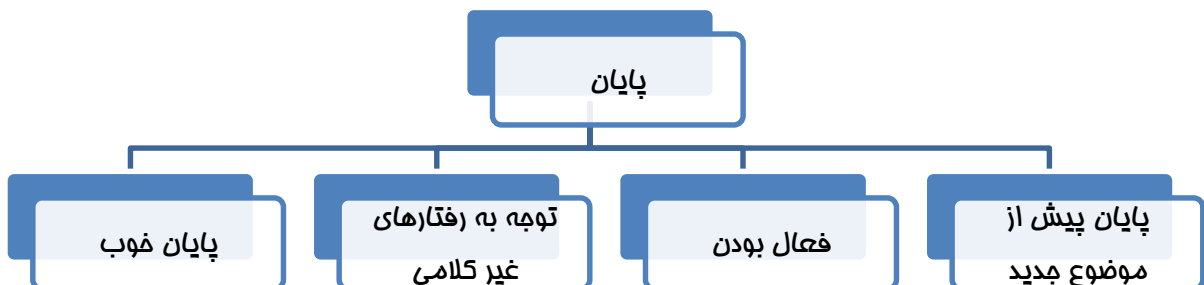 پایان
پایان پیش از
موضوع جدید
فعال بودن
توجه به رفتارهای
غیر کلامی
پایان خوب